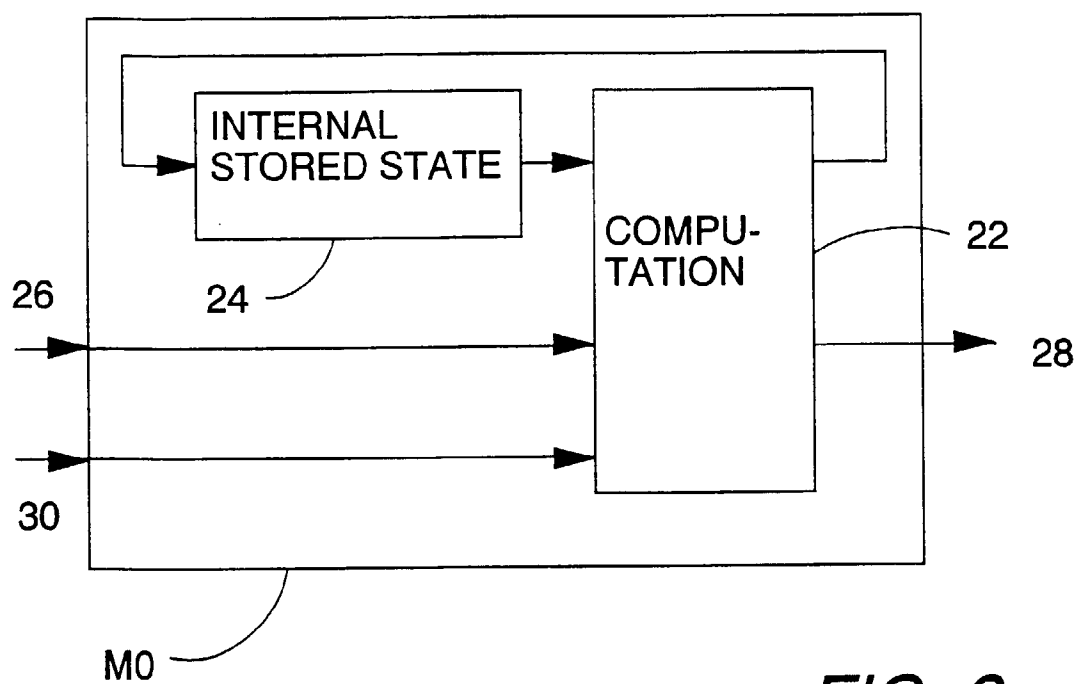 INTERNAL
STORED STATE
COMPU-
TATION
22
24
26
28
30
M0